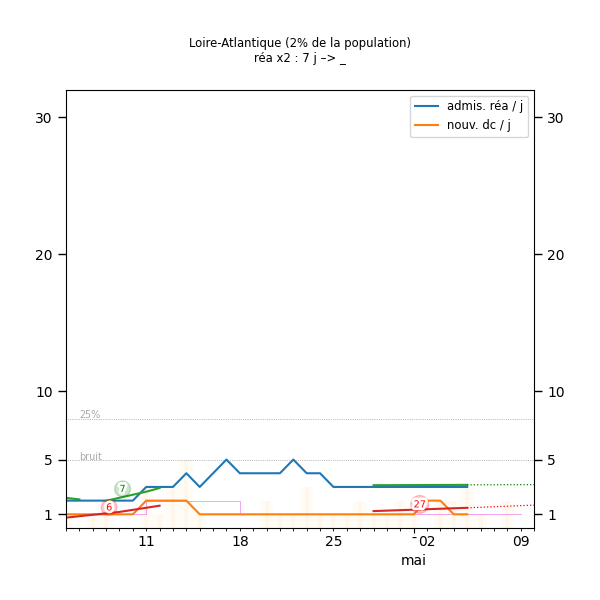 Loire-Atlantique (2% de la population)
réa x2 : 7 j –> _
admis. réa / j
nouv. dc / j
30 30
20 20
10 10
25%
5 bruit 5
7
6 27
1 1
11 18 25 02 09
mai